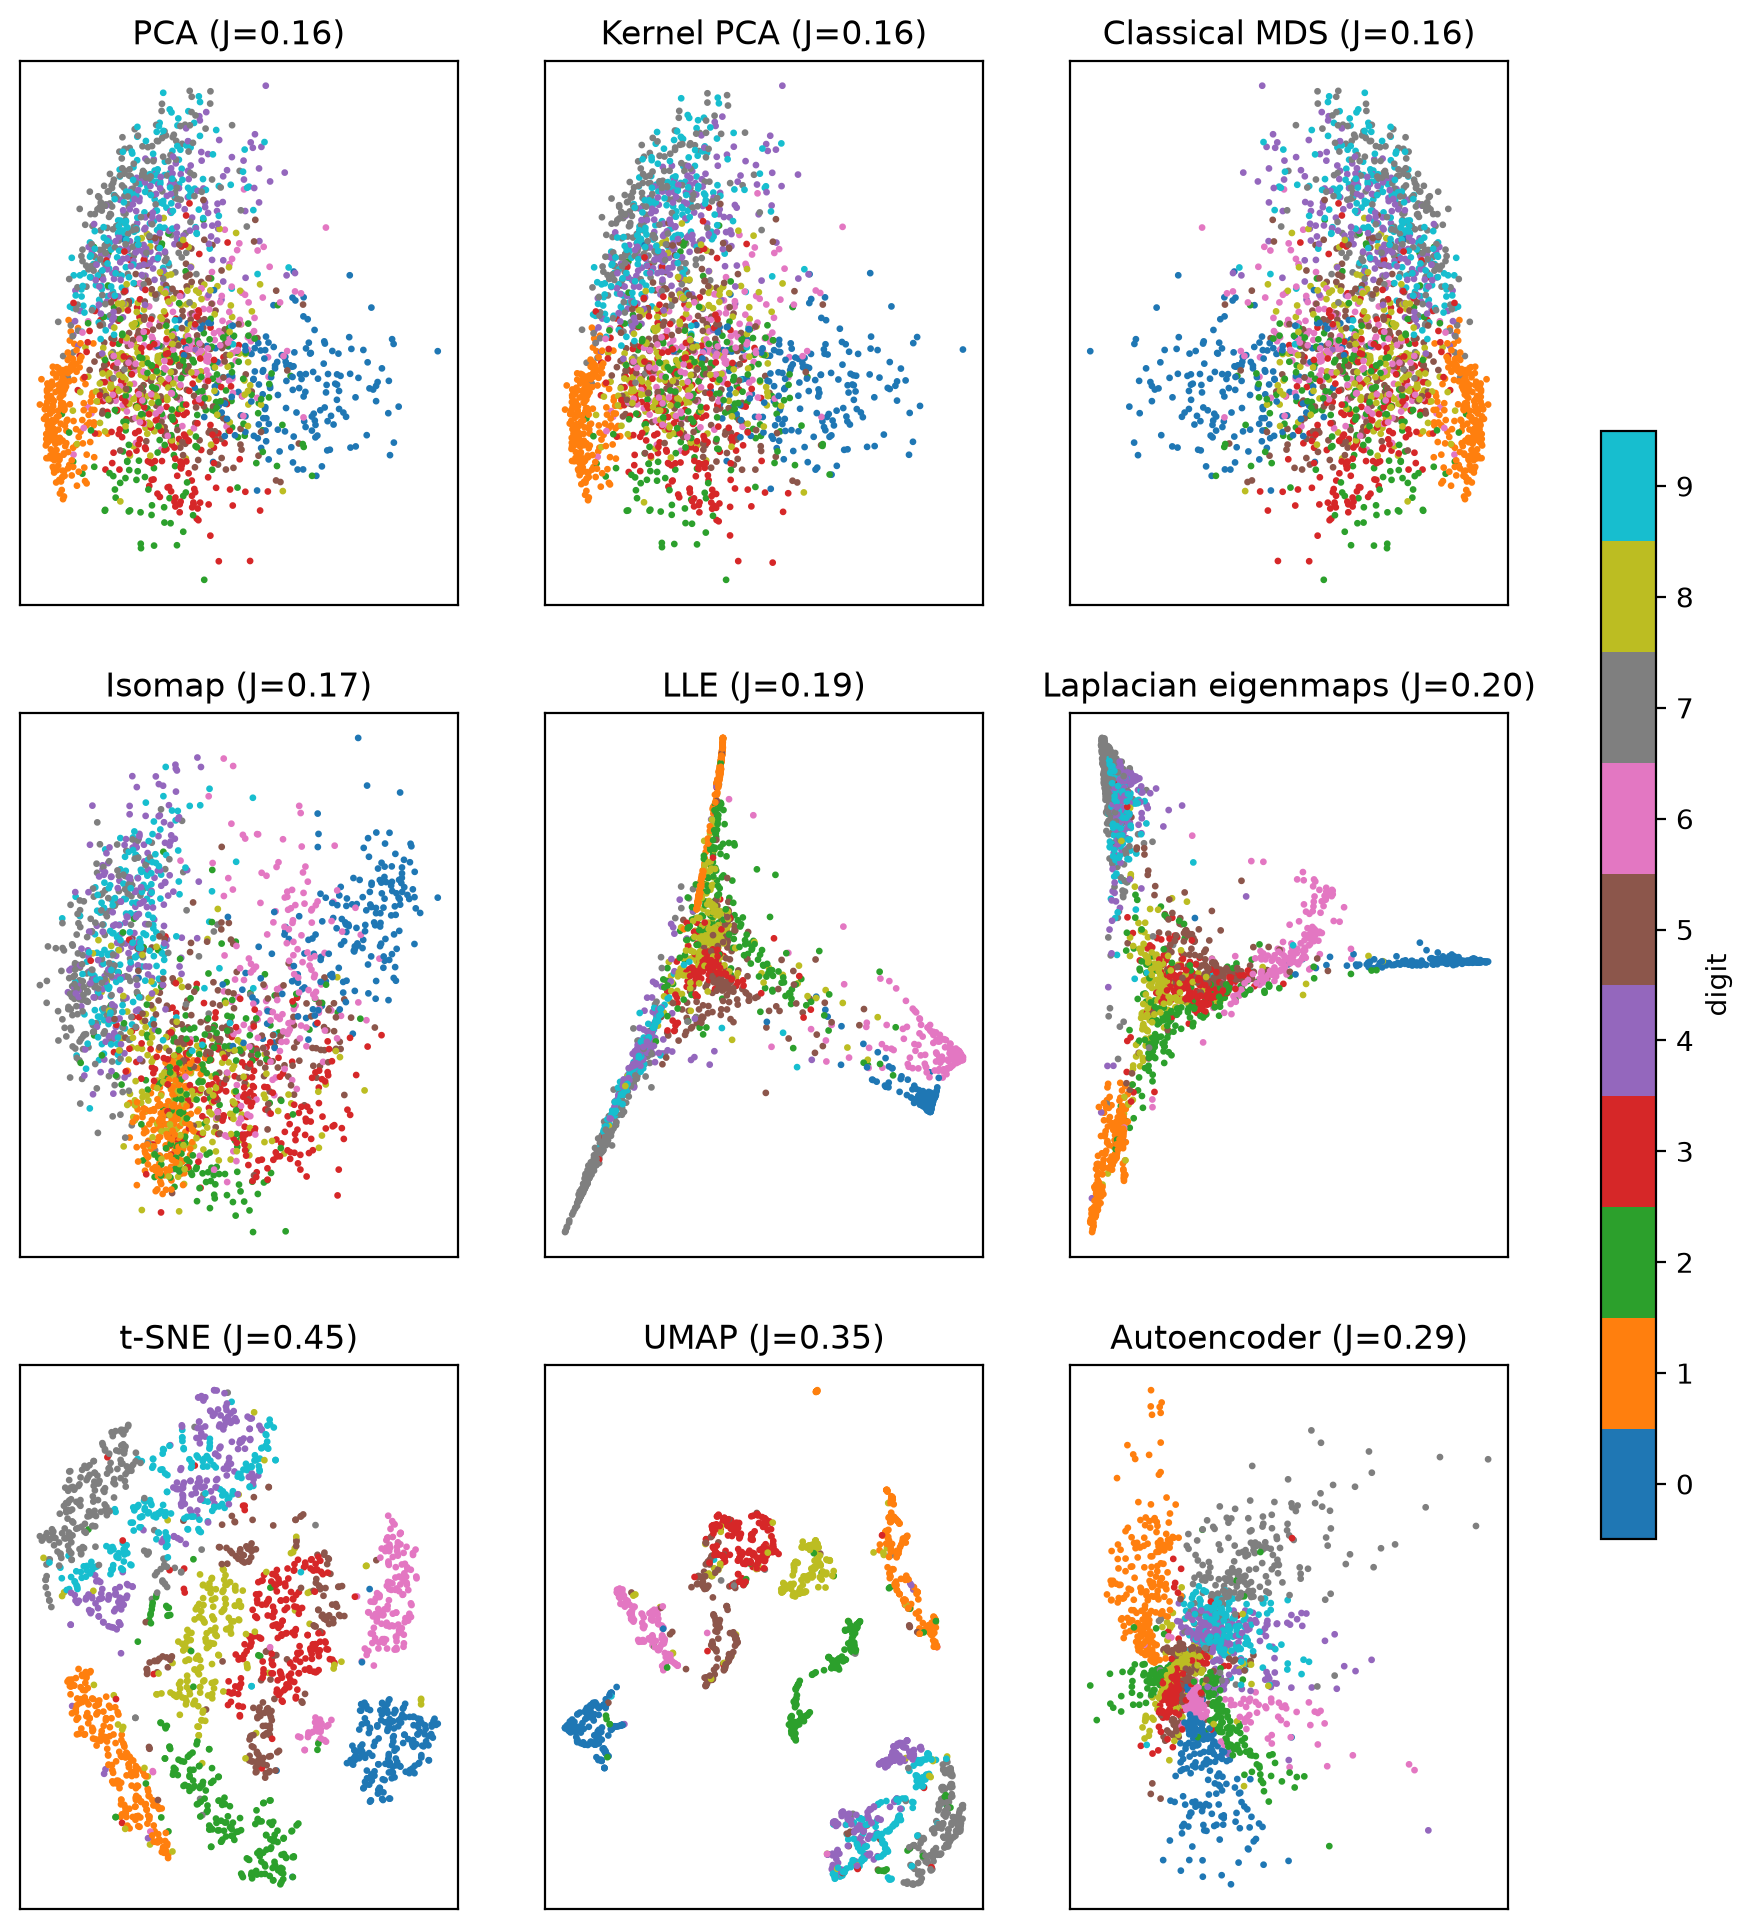 PCA (J=0.16)
Kernel PCA (J=0.16)
Classical MDS (J=0.16)
Isomap (J=0.17)
LLE (J=0.19)
Laplacian eigenmaps (J=0.20)
t-SNE (J=0.45)
UMAP (J=0.35)
Autoencoder (J=0.29)
9
8
7
6
5
4
3
2
1
0
digit